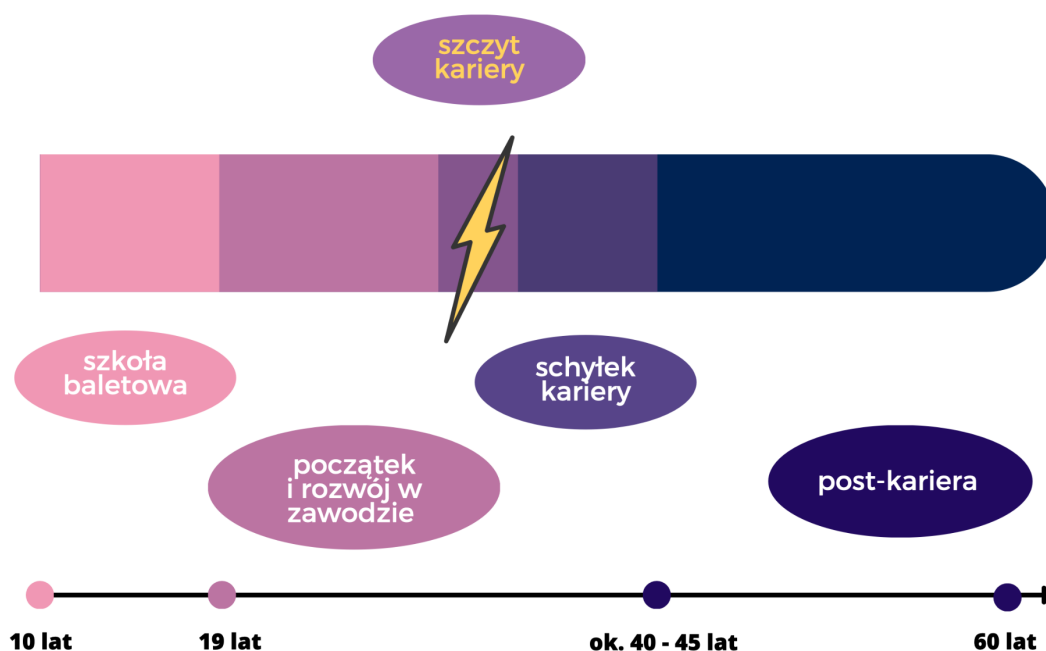 szczyt
kariery
szkoła
baletowa
schyłek
kariery
początek
i rozwój w
zawodzie
post-kariera
10 lat
19 lat
ok. 40 - 45 lat
60 lat